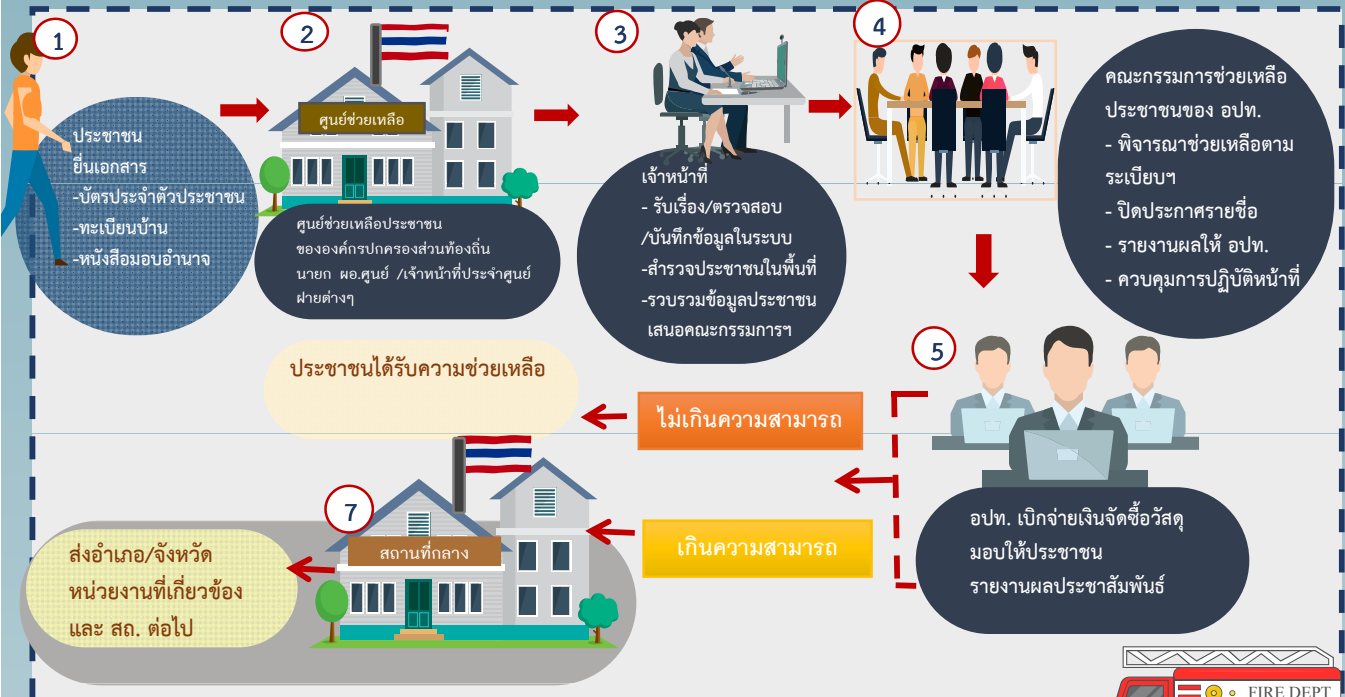 1
ประชาชน
ยื่นเอกสาร
-บัตรประจำตัวประชาชน
-ทะเบียนบ้าน
-หนังสือมอบอำนาจ
2
ศูนย์ช่วยเหลือ
ศูนย์ช่วยเหลือประชาชน
ขององค์กรปกครองส่วนท้องถิ่น
นายก ผอ.ศูนย์ /เจ้าหน้าที่ประจำศูนย์
ฝ่ายต่างๆ
3
เจ้าหน้าที่
- รับเรื่อง/ตรวจสอบ
/บันทึกข้อมูลในระบบ
-สำรวจประชาชนในพื้นที่
-รวบรวมข้อมูลประชาชน
เสนอคณะกรรมการฯ
4
คณะกรรมการช่วยเหลือ
ประชาชนของ อปท.
- พิจารณาช่วยเหลือตาม
ระเบียบฯ
- ปิดประกาศรายชื่อ
- รายงานผลให้ อปท.
- ควบคุมการปฏิบัติหน้าที่
5
อปท. เบิกจ่ายเงินจัดซื้อวัสดุ
มอบให้ประชาชน
รายงานผลประชาสัมพันธ์
ไม่เกินความสามารถ
ประชาชนได้รับความช่วยเหลือ
เกินความสามารถ
7
สถานที่กลาง
ส่งอำเภอ/จังหวัด
หน่วยงานที่เกี่ยวข้อง
และ สถ. ต่อไป
FIRE DEPT